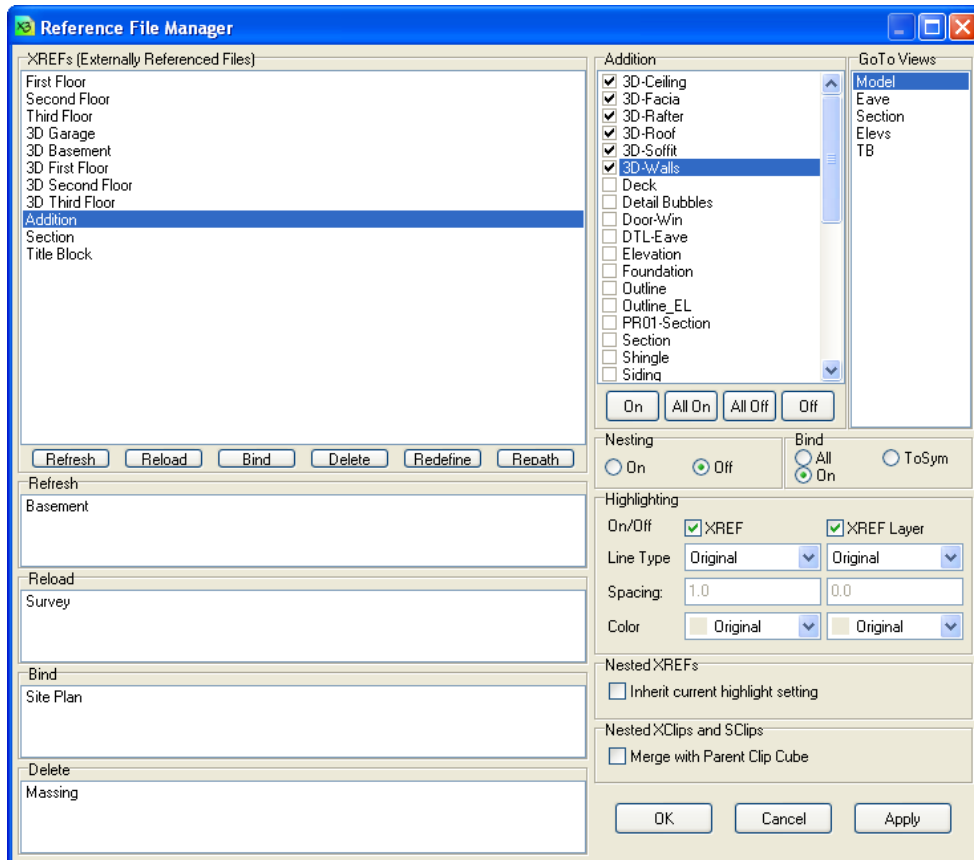 Reference File Manager
XREFs (Externally Referenced Files)
First Floor
Second Floor
Third Floor
3D Garage
3D Basement
3D First Floor
3D Second Floor
3D Third Floor
Addition
Section
Title Block
Refresh Reload Bind Delete Redefine Repath
Refresh
Basement
Reload
Survey
Bind
Site Plan
Delete
Massing
Addition
3D-Ceiling
3D-Facia
3D-Rafter
3D-Roof
3D-Soffit
3D-Walls
Deck
Detail Bubbles
Door-Win
DTL-Eave
Elevation
Foundation
Outline
Outline_EL
PR01-Section
Section
Shingle
Siding
On All On All Off Off
GoTo Views
Model
Eave
Section
Elevs
TB
Nesting
On Off
Bind
All ToSym
On
Highlighting
On/Off XREF XREF Layer
Line Type Original Original
Spacing: 1.0 0.0
Color Original Original
Nested XREFs
Inherit current highlight setting
Nested XClips and SClips
Merge with Parent Clip Cube
OK Cancel Apply